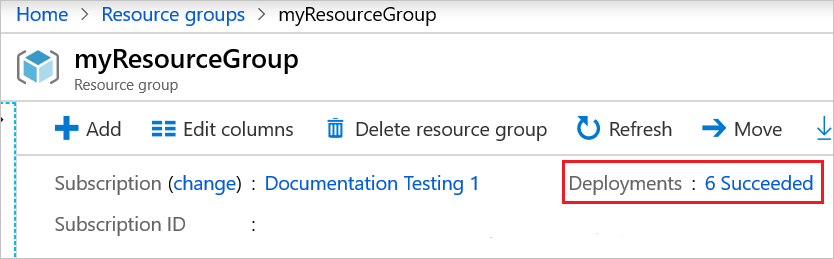 Home > Resource groups > myResourceGroup
myResourceGroup
Resource group
Add Edit columns Delete resource group Refresh Move
Subscription (change) : Documentation Testing 1 Deployments : 6 Succeeded
Subscription ID :